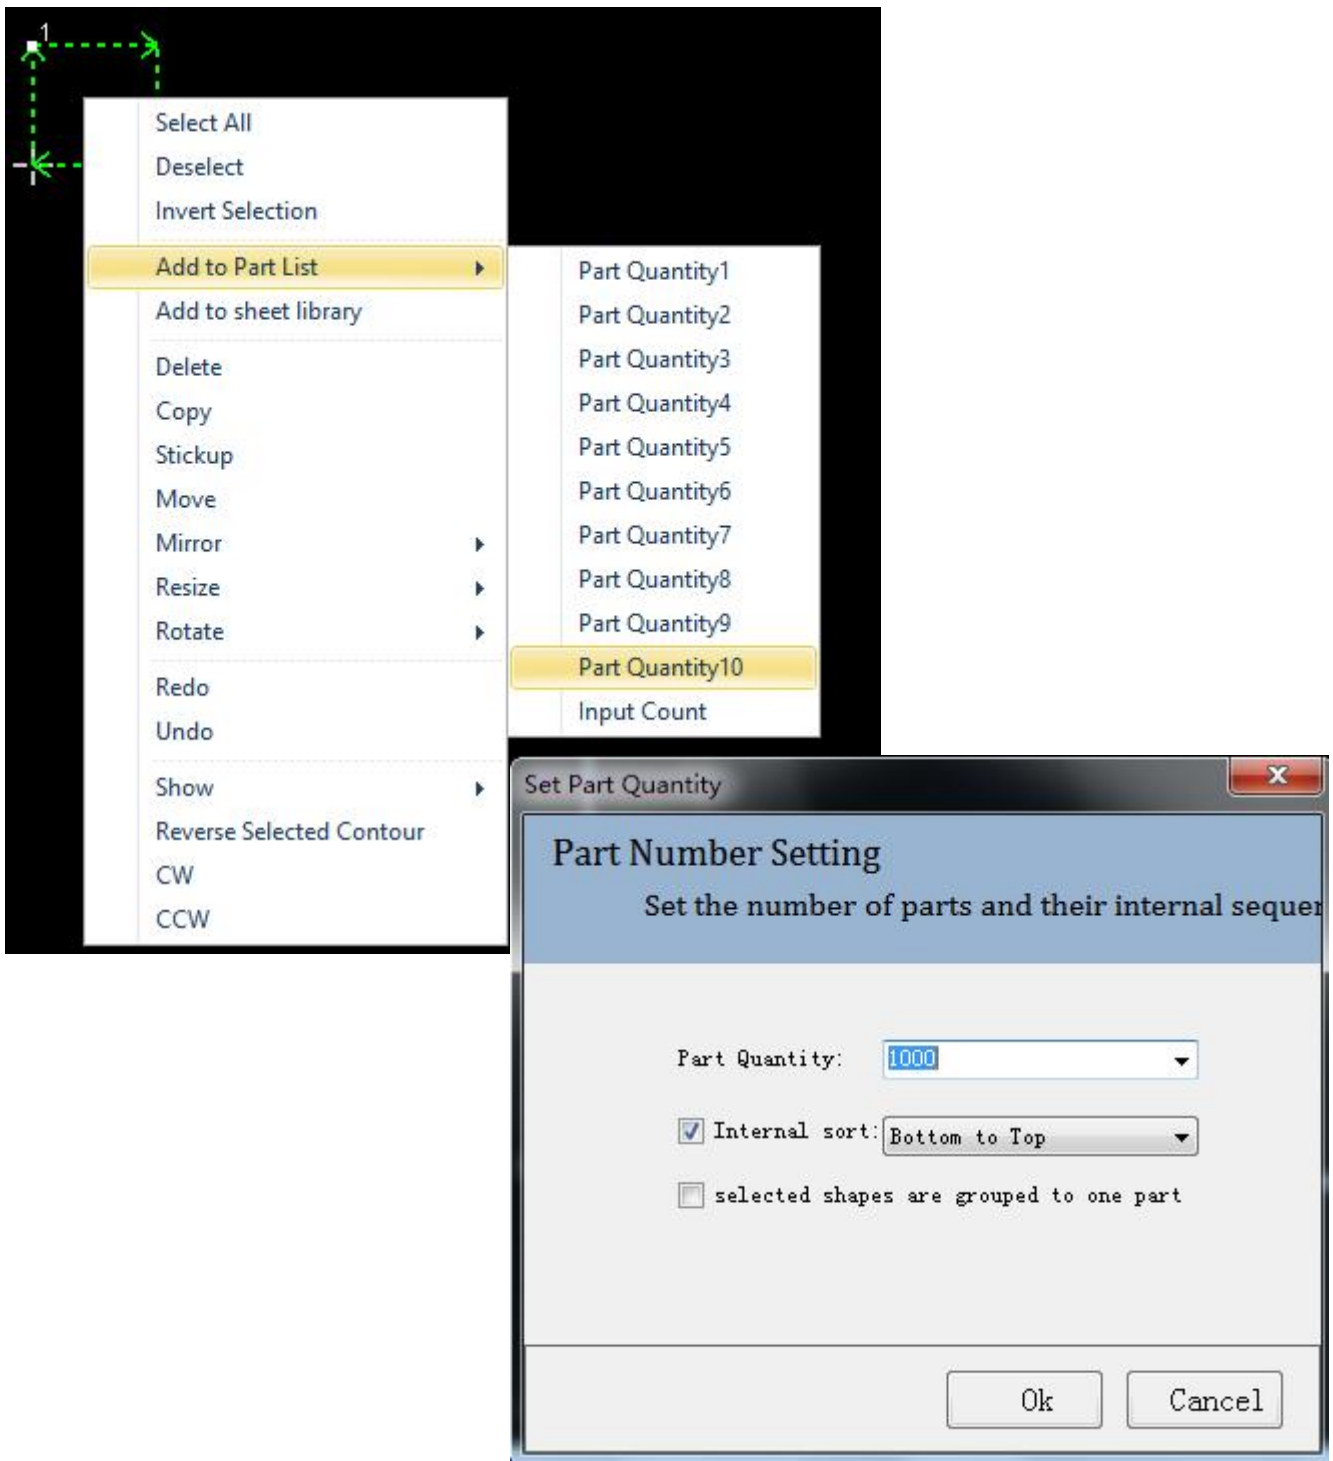 1
Select All
Deselect
Invert Selection
Add to Part List
Add to sheet library
Delete
Copy
Stickup
Move
Mirror
Resize
Rotate
Redo
Undo
Show
Reverse Selected Contour
CW
CCW
Part Quantity1
Part Quantity2
Part Quantity3
Part Quantity4
Part Quantity5
Part Quantity6
Part Quantity7
Part Quantity8
Part Quantity9
Part Quantity10
Input Count
Set Part Quantity
Part Number Setting
Set the number of parts and their internal sequer
Part Quantity: 1000
Internal sort: Bottom to Top
selected shapes are grouped to one part
Ok Cancel